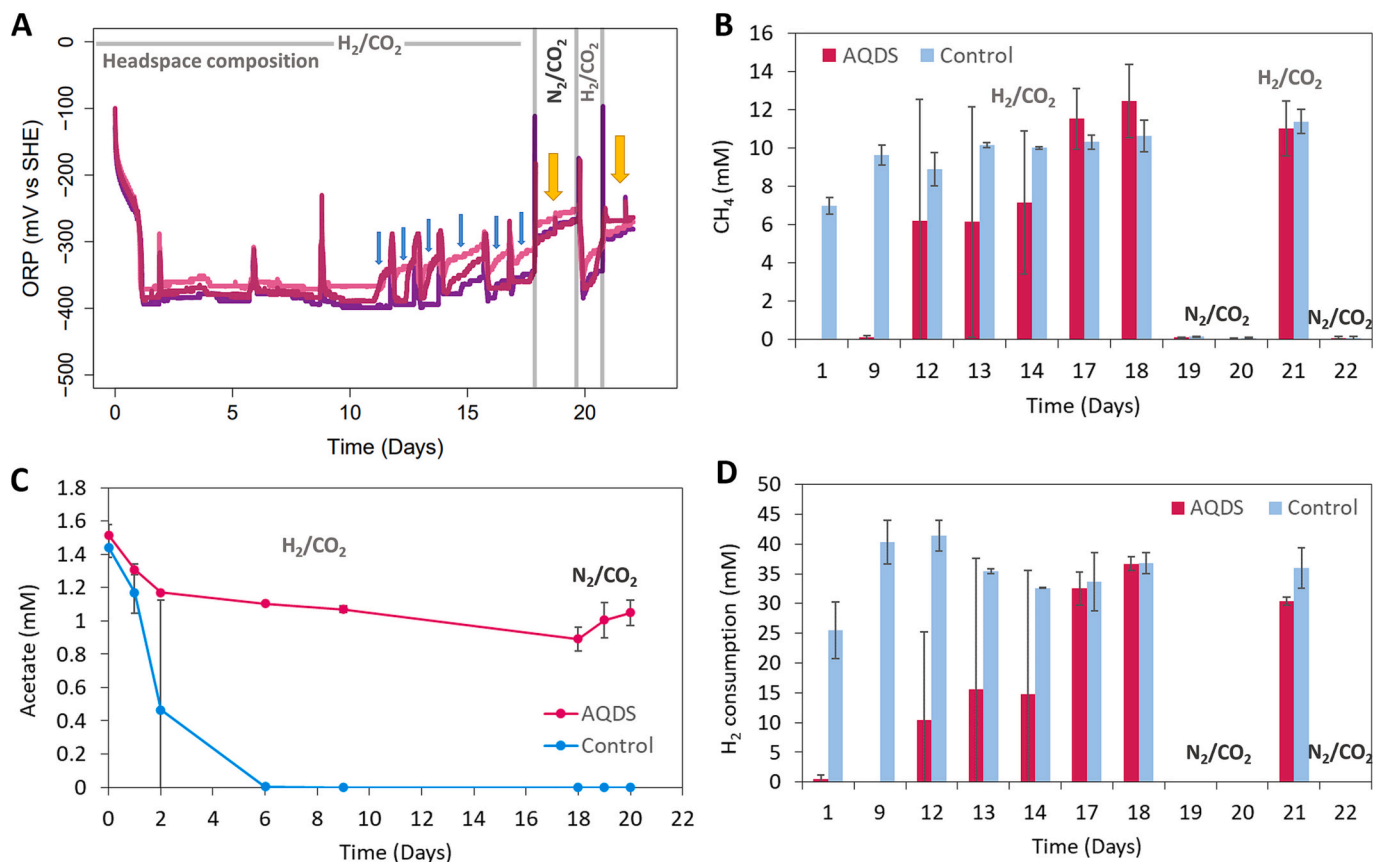 A
H₂/CO₂
Headspace composition
N₂/CO₂
H₂/CO₂
0
−100
−200
−300
−400
−500
ORP (mV vs SHE)
0 5 10 15 20
Time (Days)
B
AQDS Control
16
14
12
10
8
6
4
2
0
CH₄ (mM)
H₂/CO₂
H₂/CO₂
N₂/CO₂
N₂/CO₂
1 9 12 13 14 17 18 19 20 21 22
Time (Days)
C
1.8
1.6
1.4
1.2
1
0.8
0.6
0.4
0.2
0
Acetate (mM)
H₂/CO₂
N₂/CO₂
AQDS
Control
0 2 4 6 8 10 12 14 16 18 20 22
Time (Days)
D
AQDS Control
50
45
40
35
30
25
20
15
10
5
0
H₂ consumption (mM)
N₂/CO₂
N₂/CO₂
1 9 12 13 14 17 18 19 20 21 22
Time (Days)